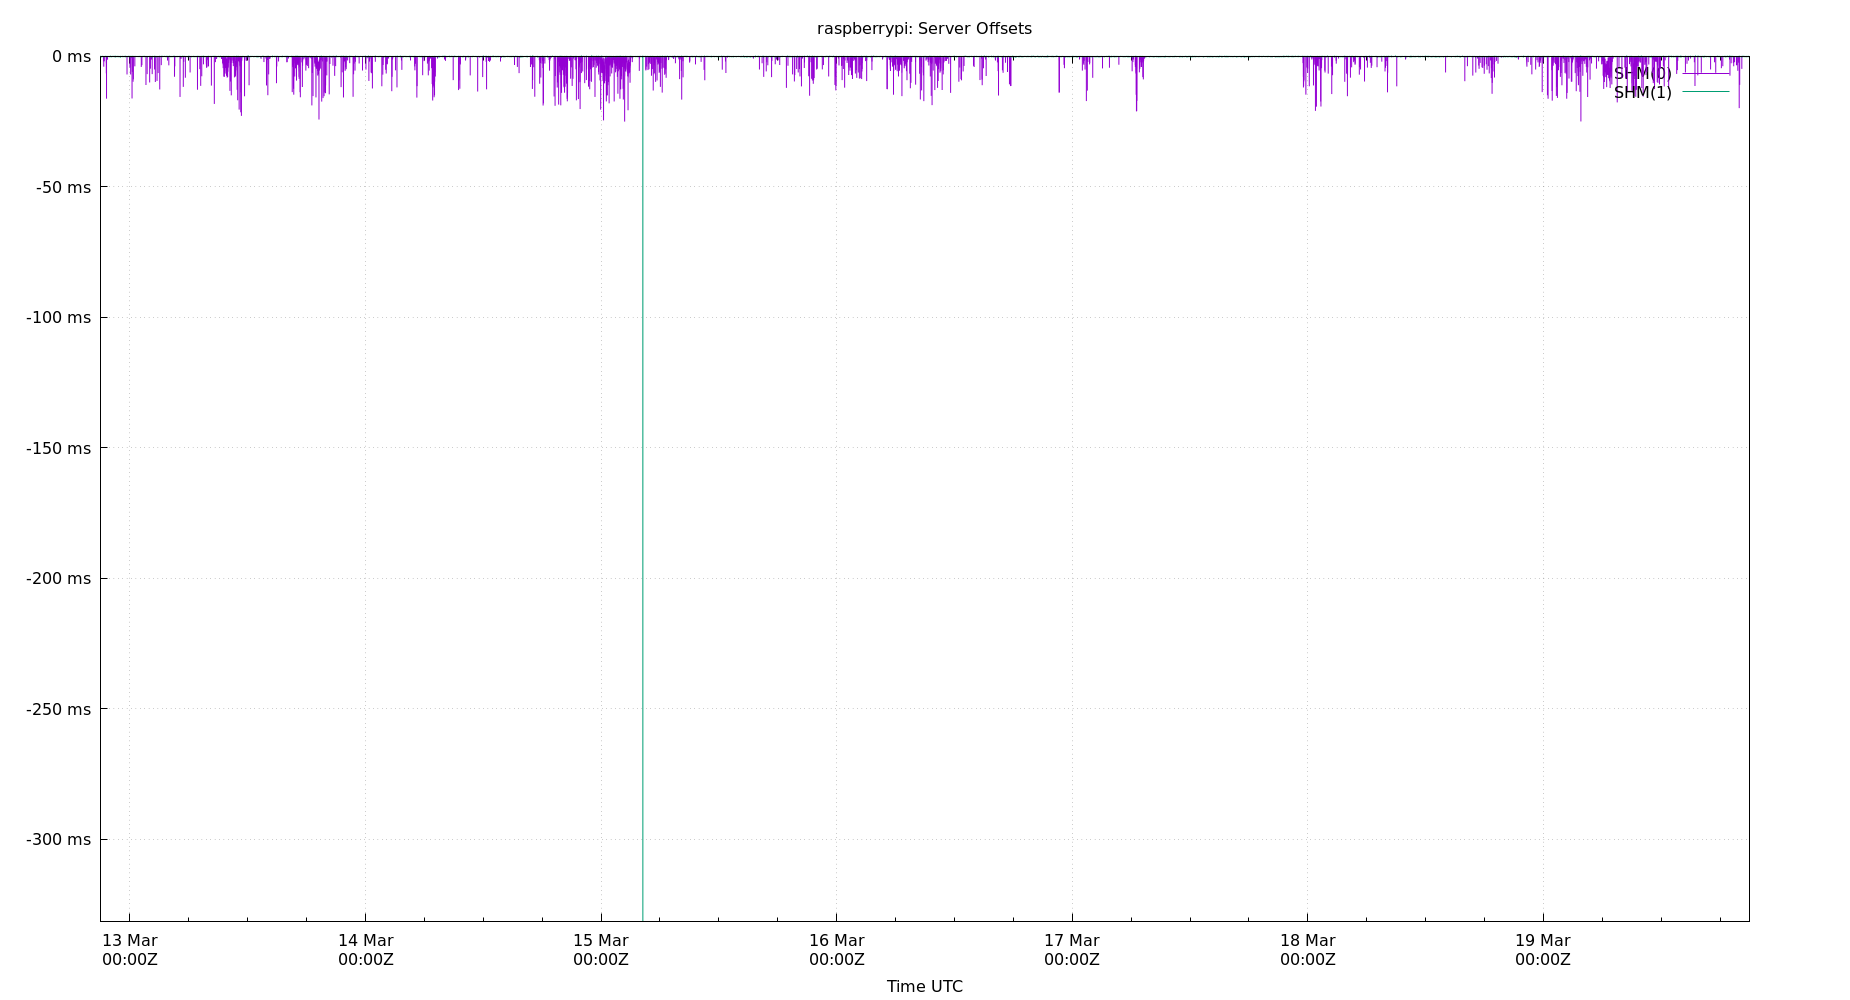 raspberrypi: Server Offsets
0 ms
SHM(0)
SHM(1)
-50 ms
-100 ms
-150 ms
-200 ms
-250 ms
-300 ms
13 Mar 14 Mar 15 Mar 16 Mar 17 Mar 18 Mar 19 Mar
00:00Z 00:00Z 00:00Z 00:00Z 00:00Z 00:00Z 00:00Z
Time UTC